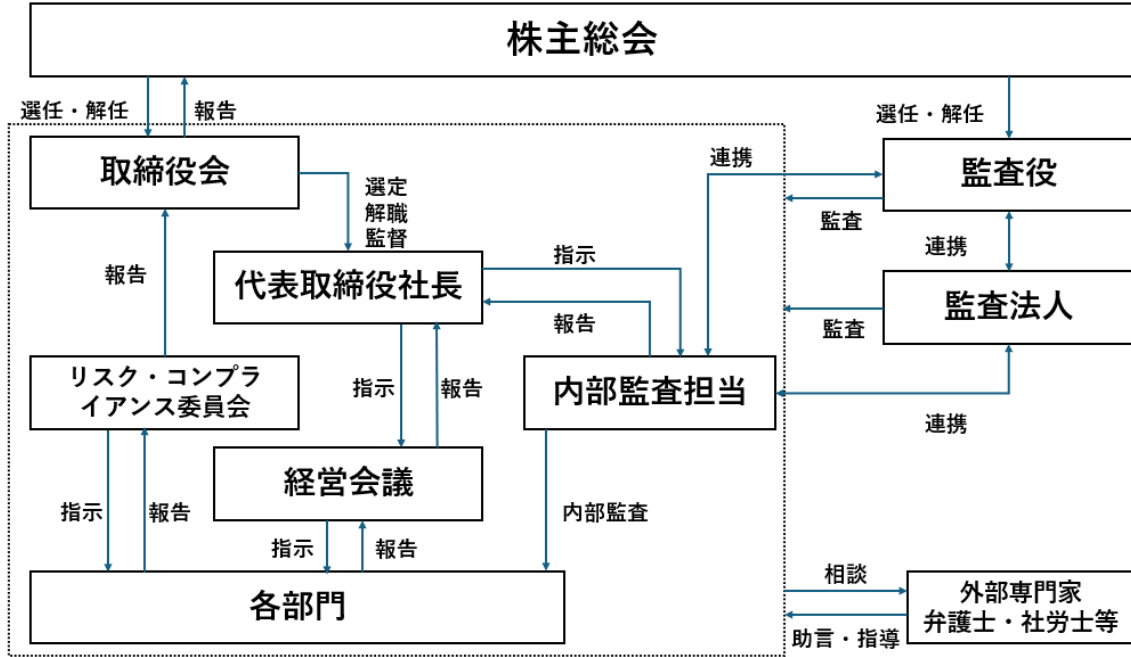 株主総会
選任・解任
報告
選任・解任
取締役会
連携
監査役
選定
解職
監督
監査
報告
指示
連携
代表取締役社長
監査法人
報告
監査
リスク・コンプラ
イアンス委員会
指示
報告
内部監査担当
連携
経営会議
指示
報告
内部監査
指示
報告
各部門
相談
外部専門家
弁護士・社労士等
助言・指導